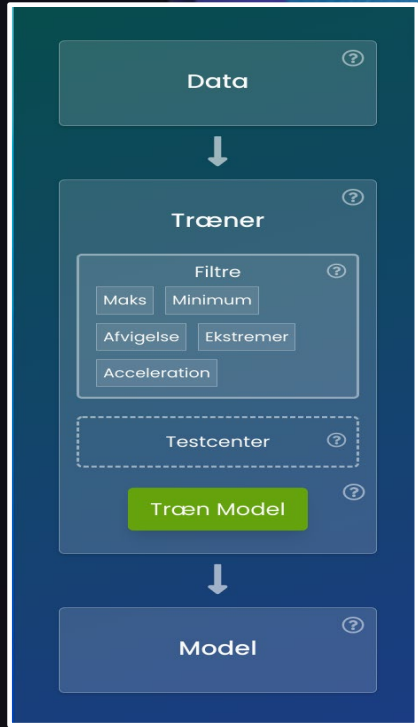 Data
Træner
Filtre
Maks Minimum
Afvigelse Ekstremer
Acceleration
Testcenter
Træn Model
Model